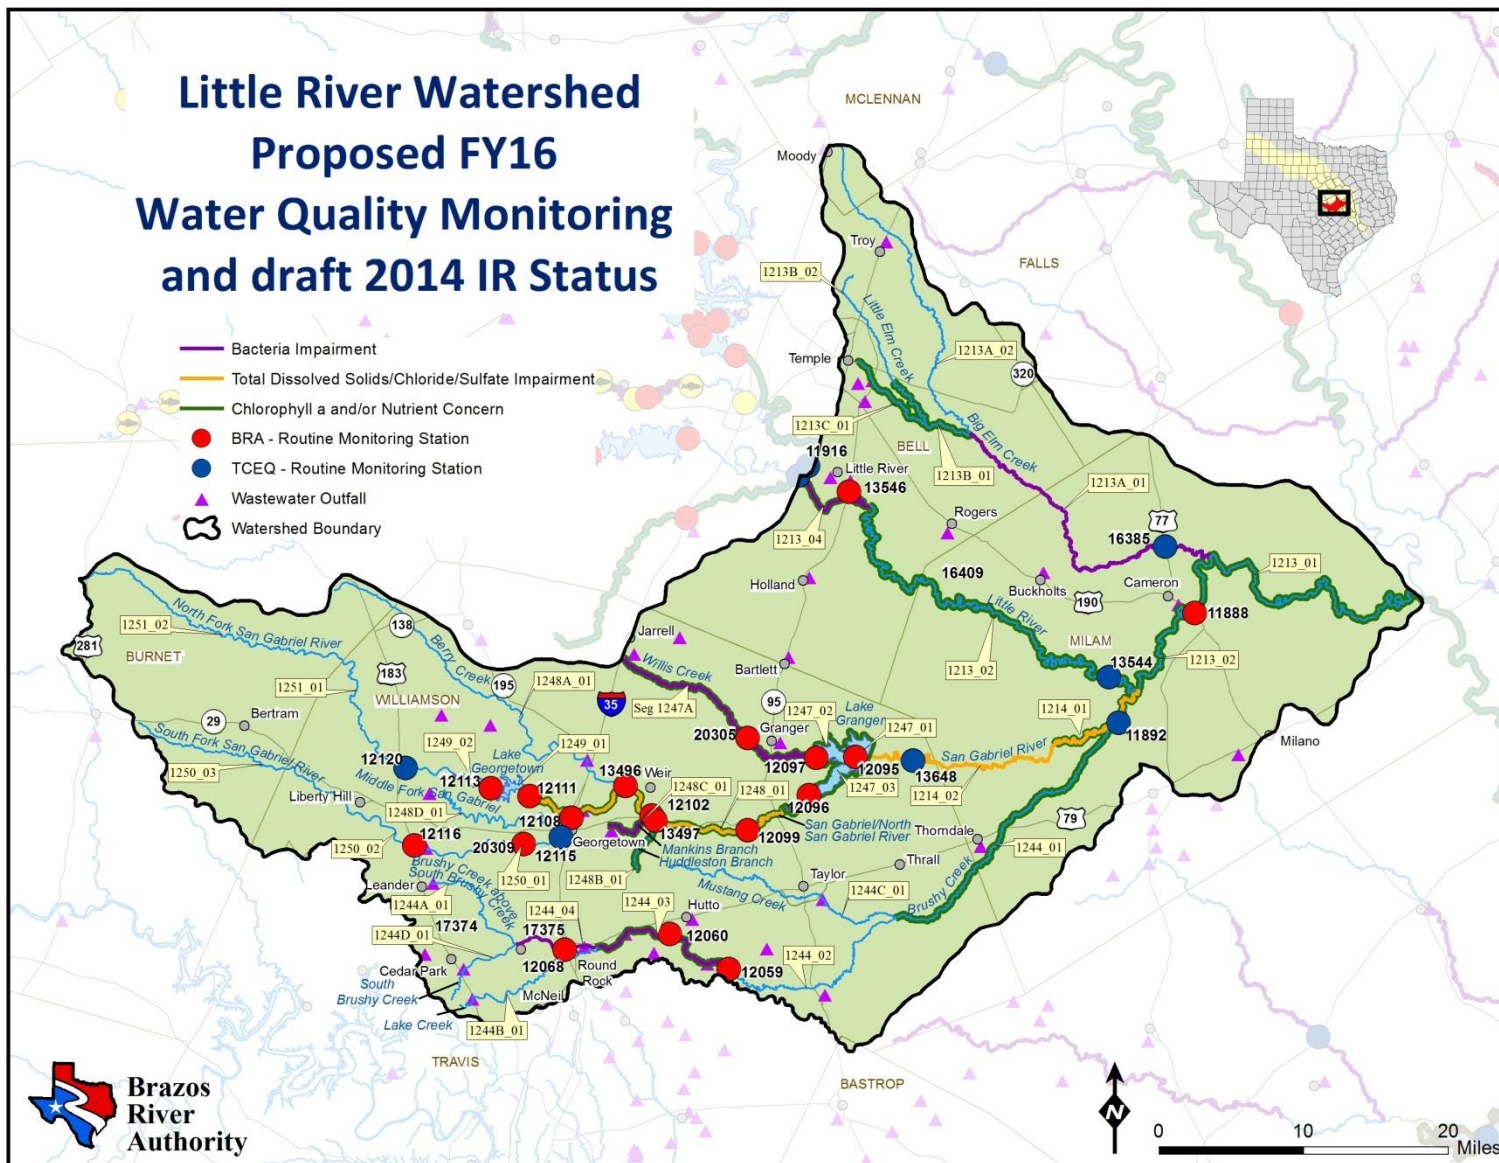 Little River Watershed
Proposed FY16
Water Quality Monitoring
and draft 2014 IR Status
Bacteria Impairment
Total Dissolved Solids/Chloride/Sulfate Impairment
Chlorophyll a and/or Nutrient Concern
BRA - Routine Monitoring Station
TCEQ - Routine Monitoring Station
Wastewater Outfall
Watershed Boundary
MCLENNAN
Moody
Troy
FALLS
1213B_02
Little Elm Creek
1213A_02
Temple
320
1213C_01
BELL
Big Elm Creek
11916
Little River
1213B_01
13546
1213A_01
Rogers
77
1213_04
16385
1213_01
Holland
16409
Buckholts
190
Cameron
11888
Little River
MILAM
1213_02
13544
1213_02
North Fork San Gabriel River
1251_02
138
Berry Creek
281
BURNET
183
195
1248A_01
1251_01
WILLIAMSON
35
Jarrell
Willis Creek
Seg 1247A
Bartlett
95
29
Bertram
South Fork San Gabriel River
1250_03
1249_02
Lake
Georgetown
1249_01
20305
Granger
1247_02
Lake
Granger
1247_01
1214_01
11892
San Gabriel River
Milano
12120
12113
12111
13496
Weir
1248C_01
12097
12095
13648
1247_03
1214_02
Liberty Hill
Middle Fork San Gabriel
1248D_01
12108
12102
1248_01
12096
San Gabriel/North
San Gabriel River
79
12116
1250_02
20309
12115
Georgetown
13497
12099
Mankins Branch
Huddleston Branch
Thorndale
1250_01
1248B_01
Thrall
1244_01
Brushy Creek above
South Brushy Creek
Leander
1244A_01
Mustang Creek
Taylor
1244C_01
Brushy Creek
17374
1244D_01
1244_04
1244_03
Hutto
17375
12060
12068
Round
Rock
12059
1244_02
Cedar Park
South
Brushy Creek
McNeil
Lake Creek
1244B_01
TRAVIS
BASTROP
Brazos
River
Authority
N
0 10 20
Miles